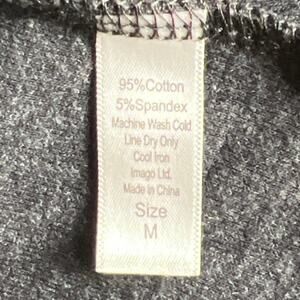 95%Cotton
5%Spandex
Machine Wash Cold
Line Dry Only
Cool Iron
Imago Ltd.
Made in China
Size
M